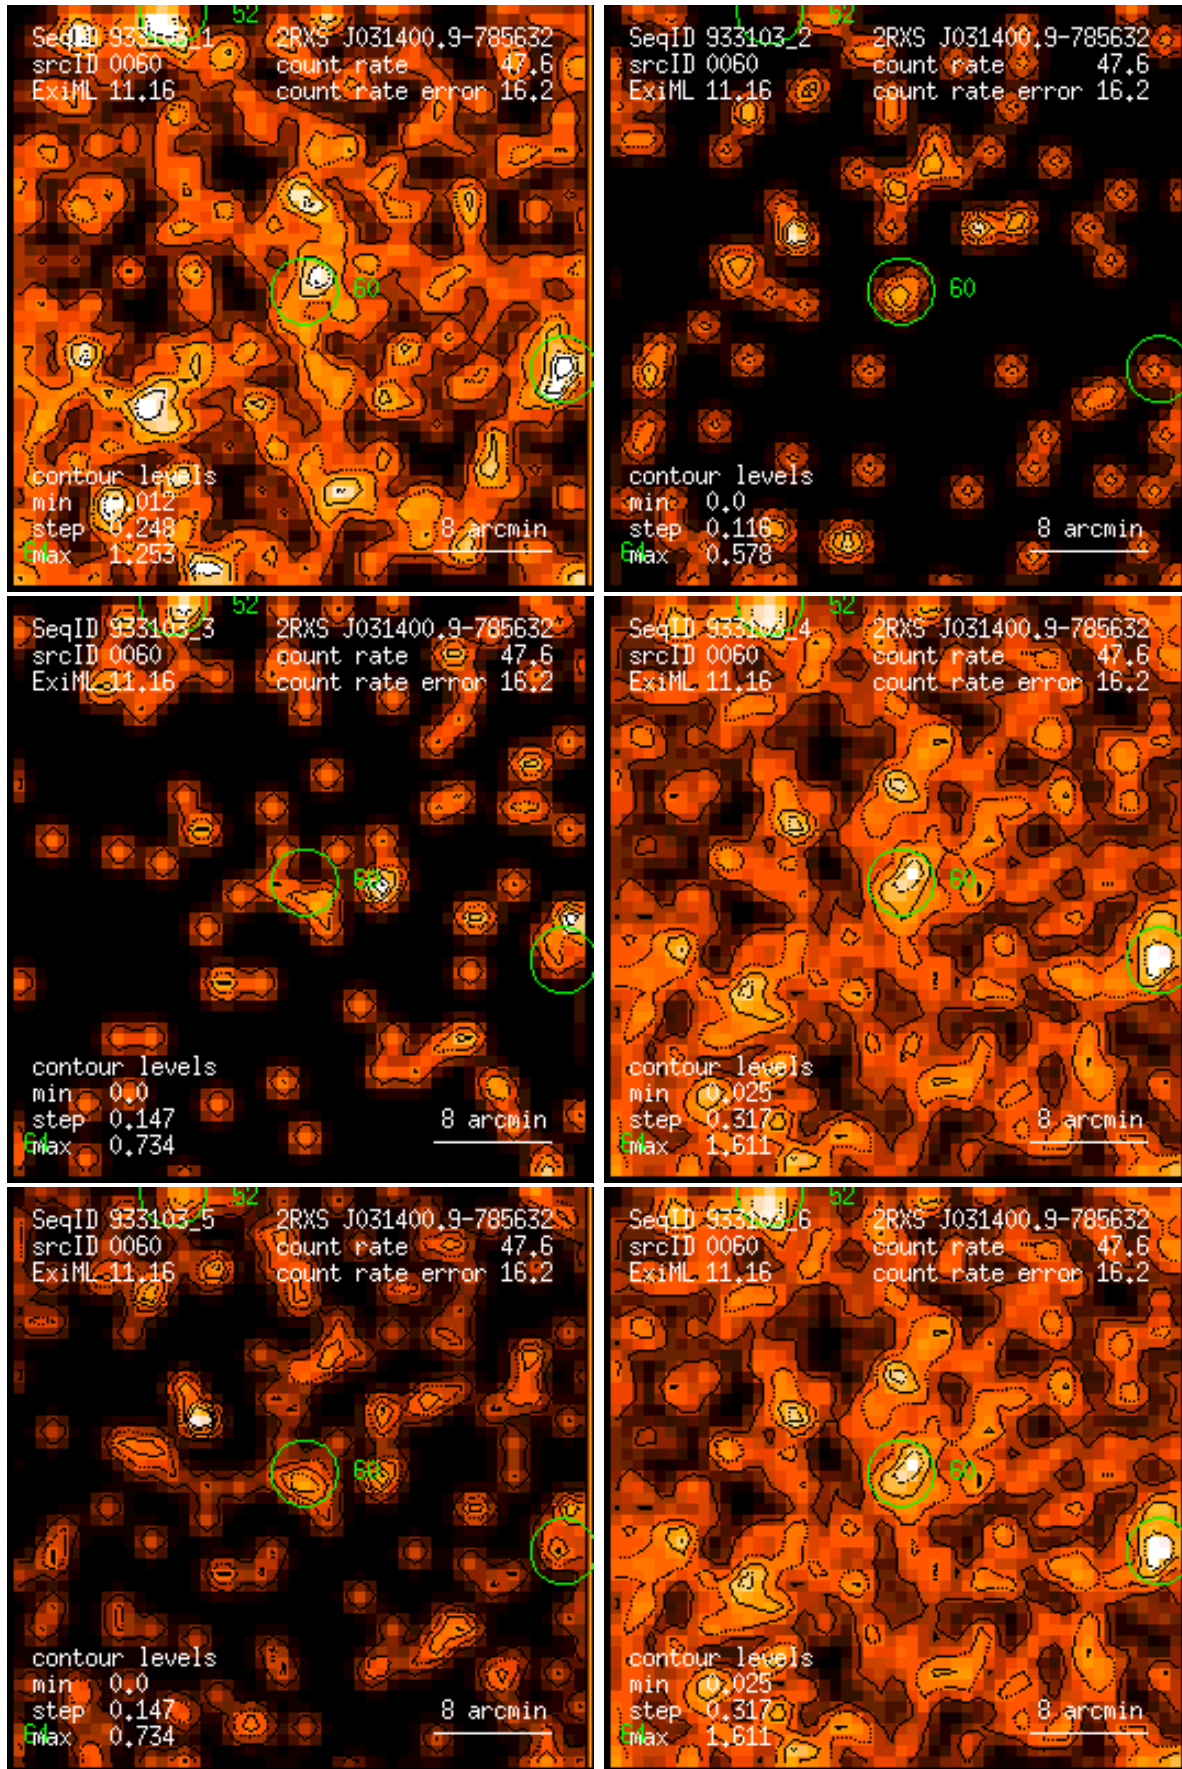 52
SeqID 933103_1 2RXS J031400.9-785632
srcID 0060 count rate 47.6
ExiML 11.16 count rate error 16.2
60
contour levels
min 0.012
step 0.248 8 arcmin
64 max 1.253
52
SeqID 933103_2 2RXS J031400.9-785632
srcID 0060 count rate 47.6
ExiML 11.16 count rate error 16.2
60
contour levels
min 0.0
step 0.116 8 arcmin
64 max 0.578
52
SeqID 933103_3 2RXS J031400.9-785632
srcID 0060 count rate 47.6
ExiML 11.16 count rate error 16.2
60
contour levels
min 0.0
step 0.147 8 arcmin
64 max 0.734
52
SeqID 933103_4 2RXS J031400.9-785632
srcID 0060 count rate 47.6
ExiML 11.16 count rate error 16.2
60
contour levels
min 0.025
step 0.317 8 arcmin
64 max 1.611
52
SeqID 933103_5 2RXS J031400.9-785632
srcID 0060 count rate 47.6
ExiML 11.16 count rate error 16.2
60
contour levels
min 0.0
step 0.147 8 arcmin
64 max 0.734
52
SeqID 933103_6 2RXS J031400.9-785632
srcID 0060 count rate 47.6
ExiML 11.16 count rate error 16.2
60
contour levels
min 0.025
step 0.317 8 arcmin
64 max 1.611